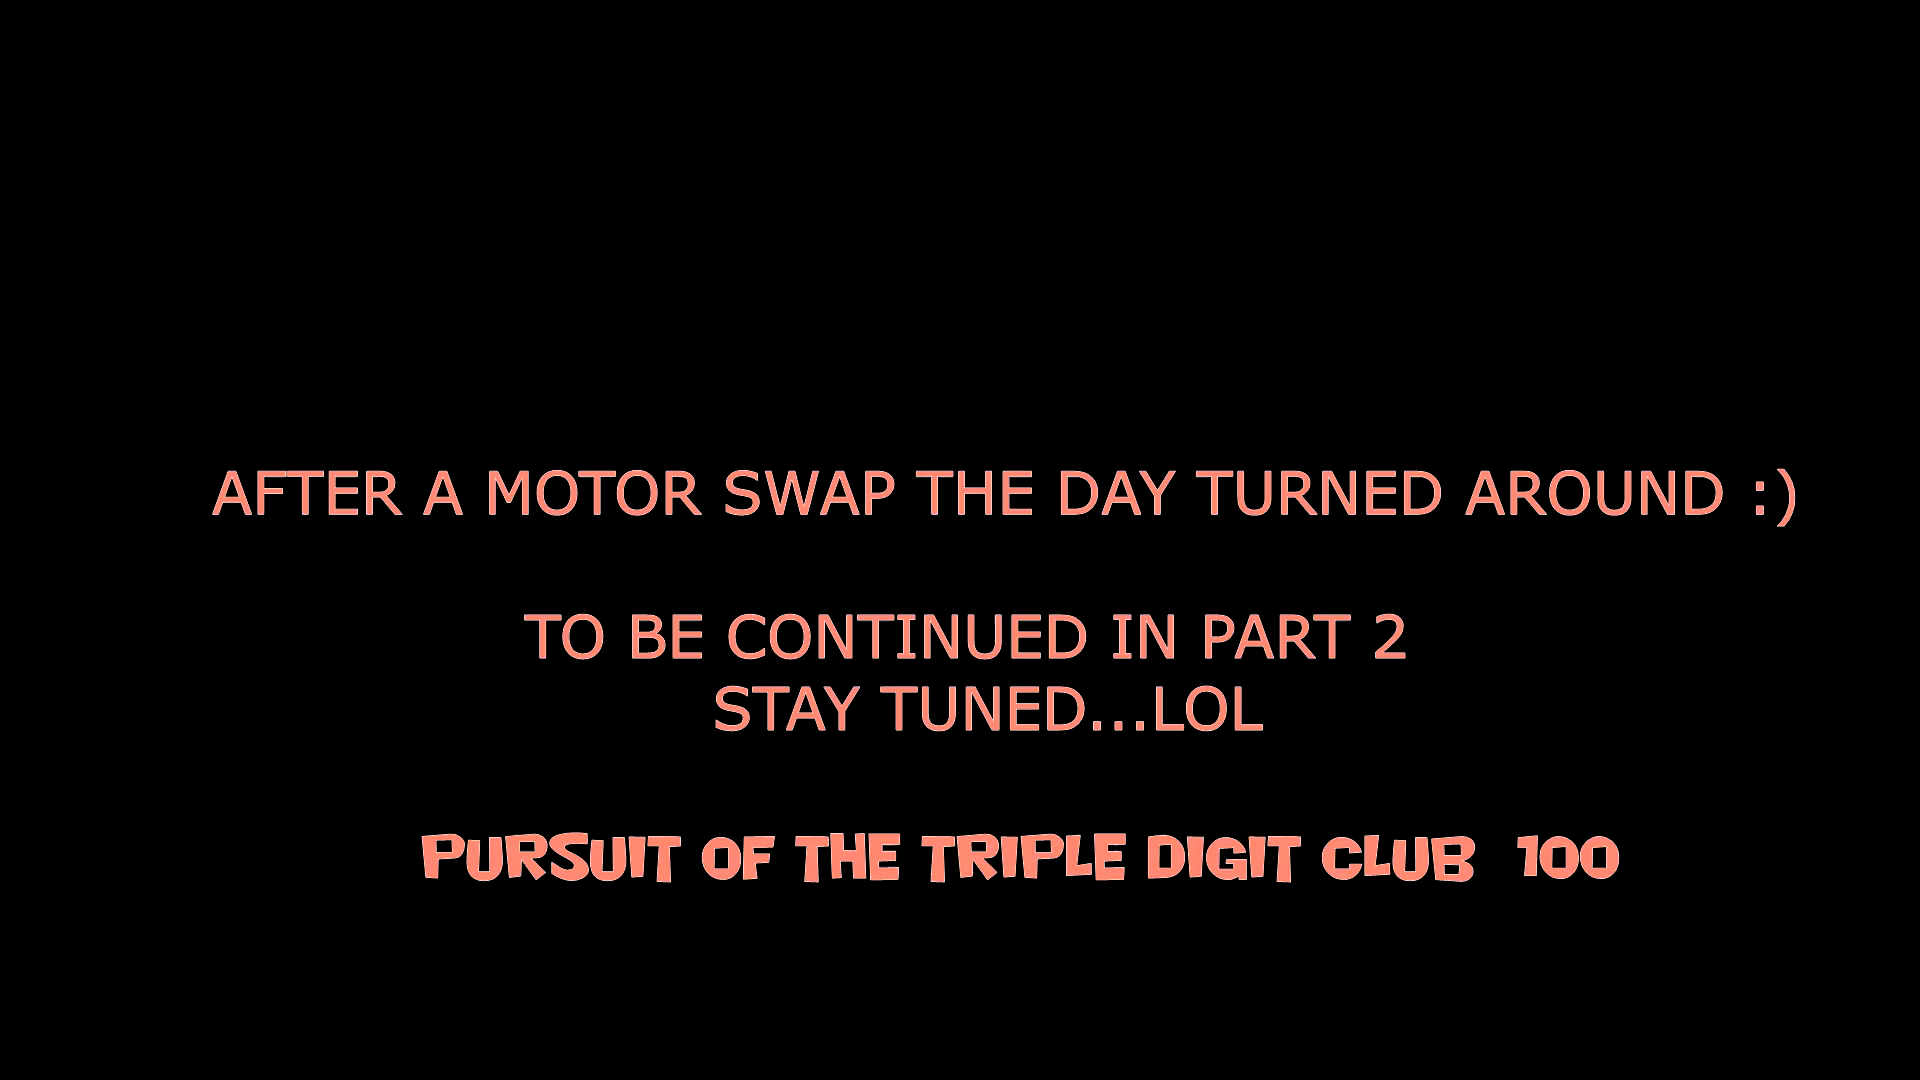 AFTER A MOTOR SWAP THE DAY TURNED AROUND :)
TO BE CONTINUED IN PART 2
STAY TUNED...LOL
PURSUIT OF THE TRIPLE DIGIT CLUB 100